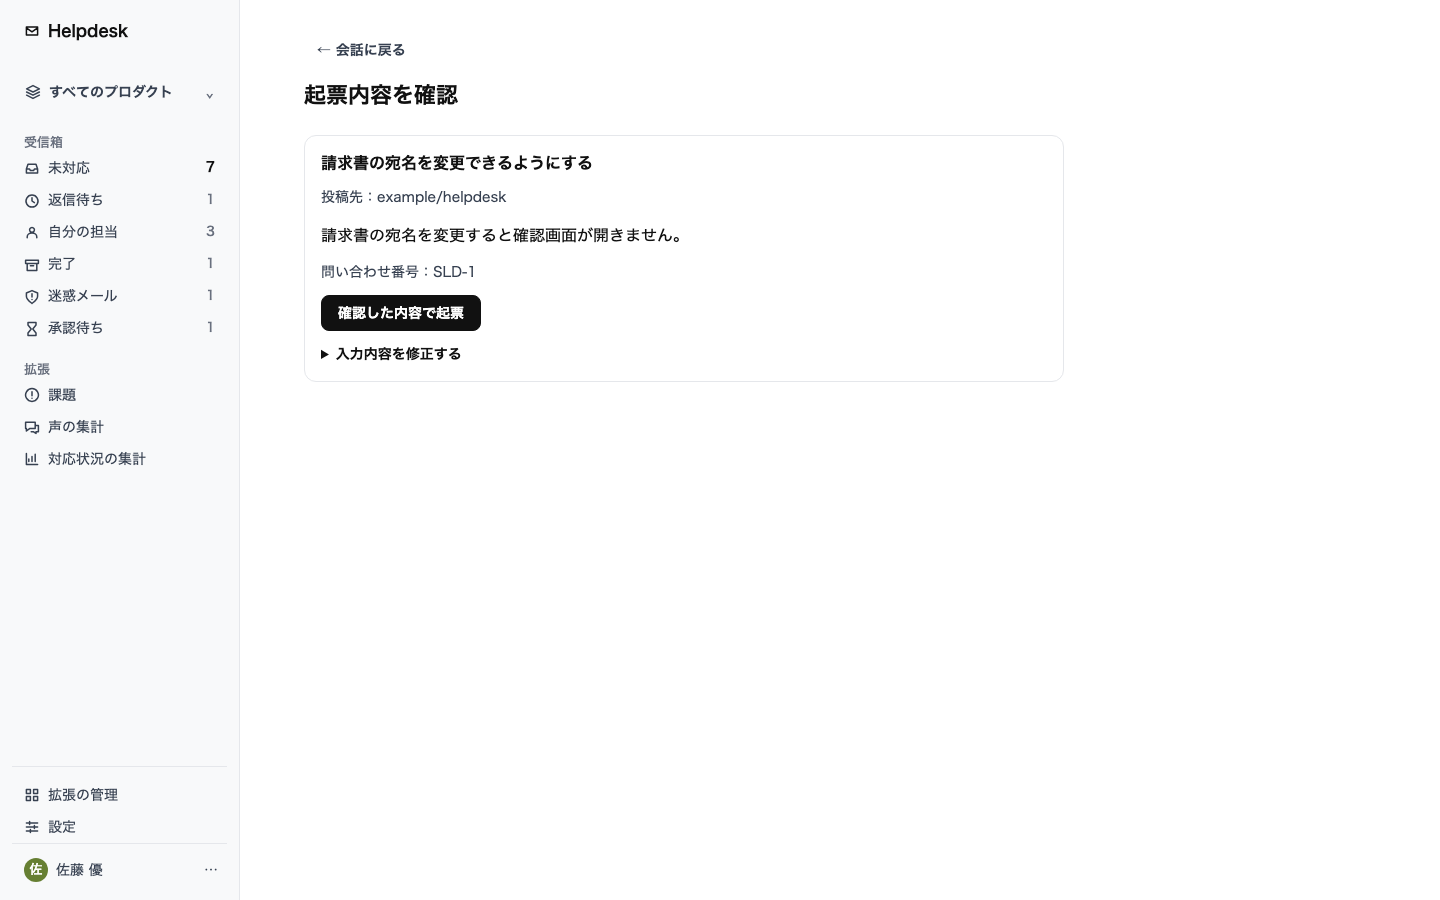 Helpdesk
すべてのプロダクト
受信箱
未対応 7
返信待ち 1
自分の担当 3
完了 1
迷惑メール 1
承認待ち 1
拡張
課題
声の集計
対応状況の集計
拡張の管理
設定
佐 佐藤 優 …
← 会話に戻る
起票内容を確認
請求書の宛名を変更できるようにする
投稿先：example/helpdesk
請求書の宛名を変更すると確認画面が開きません。
問い合わせ番号：SLD-1
確認した内容で起票
▶ 入力内容を修正する